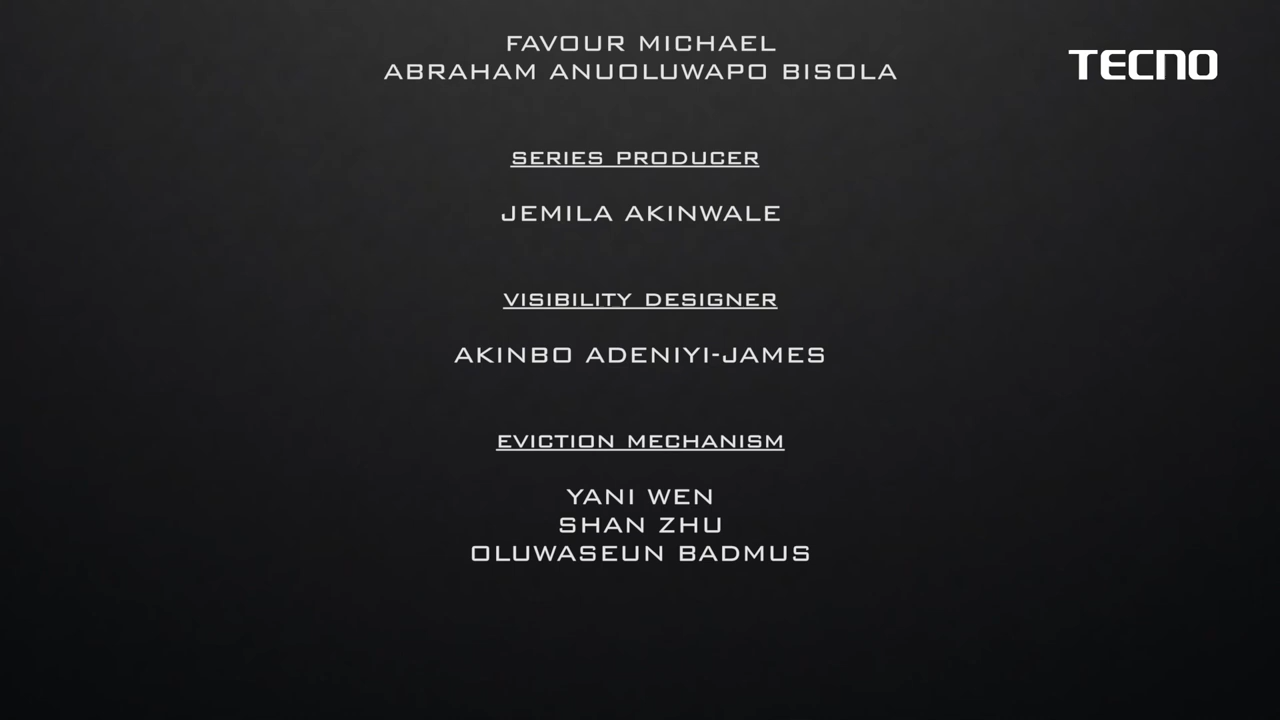 FAVOUR MICHAEL
ABRAHAM ANUOLUWAPO BISOLA
TECNO
SERIES PRODUCER
JEMILA AKINWALE
VISIBILITY DESIGNER
AKINBO ADENIYI-JAMES
EVICTION MECHANISM
YANI WEN
SHAN ZHU
OLUWASEUN BADMUS